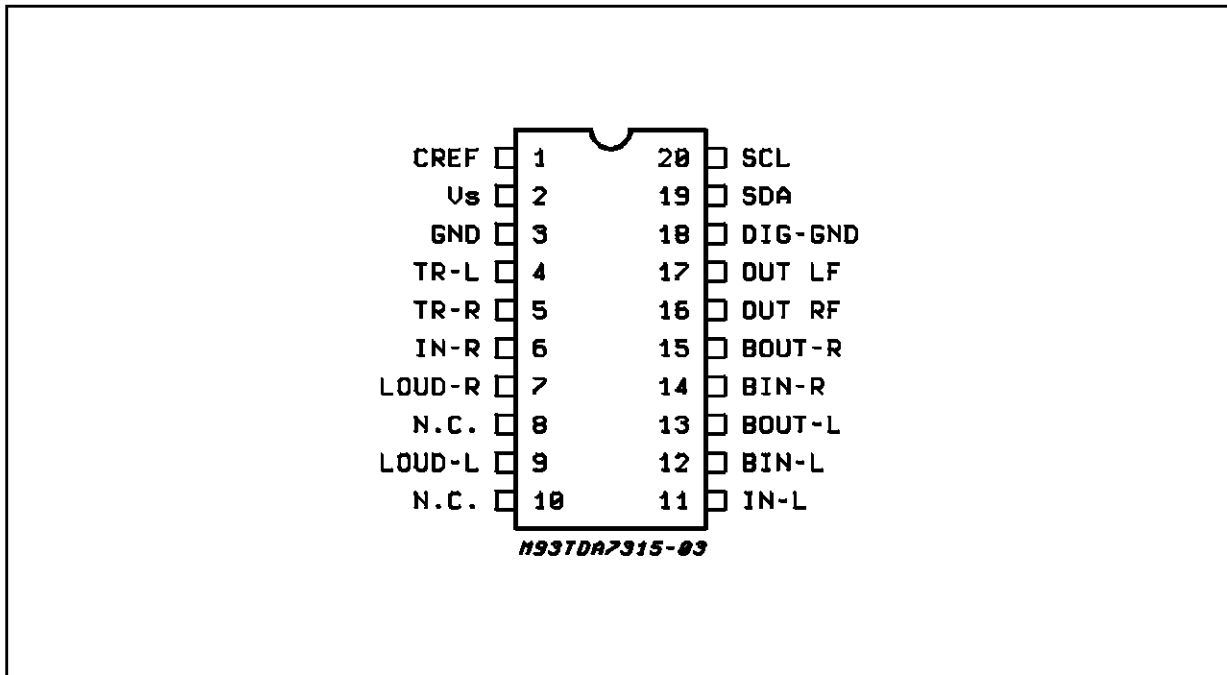 CREF 1 20 SCL
Vs 2 19 SDA
GND 3 18 DIG-GND
TR-L 4 17 OUT LF
TR-R 5 16 OUT RF
IN-R 6 15 BOUT-R
LOUD-R 7 14 BIN-R
N.C. 8 13 BOUT-L
LOUD-L 9 12 BIN-L
N.C. 10 11 IN-L
M93TDA7315-03